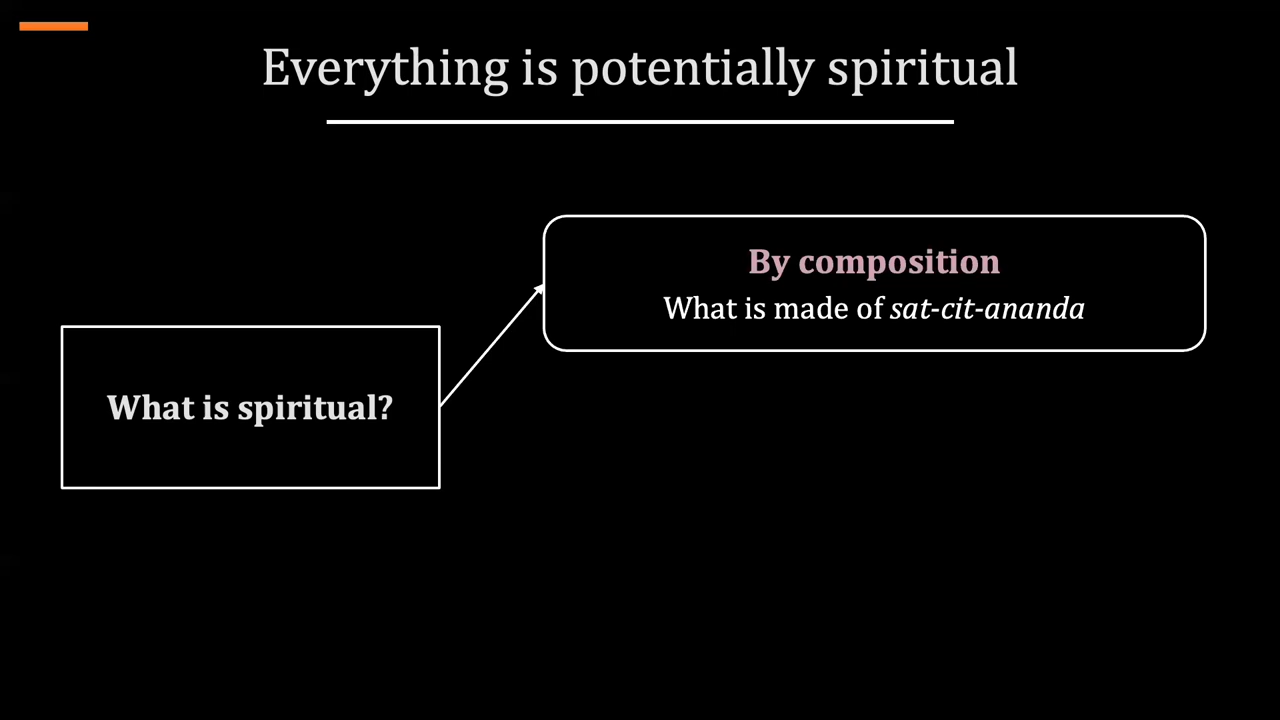 Everything is potentially spiritual
By composition
What is made of sat-cit-ananda
What is spiritual?